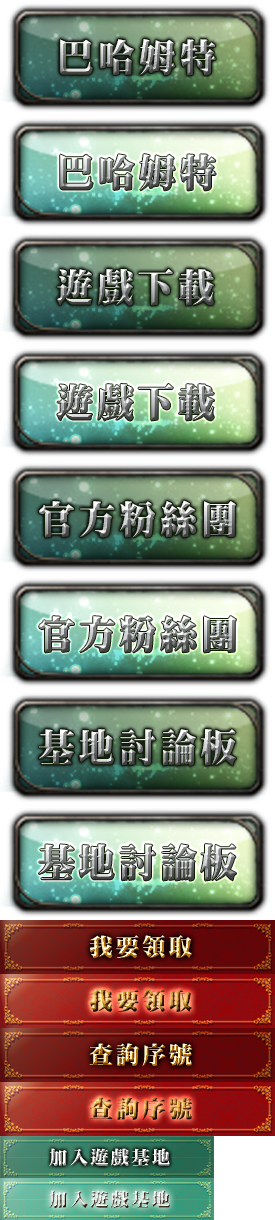 巴哈姆特
巴哈姆特
遊戲下載
遊戲下載
官方粉絲團
官方粉絲團
基地討論板
基地討論板
我要領取
我要領取
查詢序號
查詢序號
加入遊戲基地
加入遊戲基地